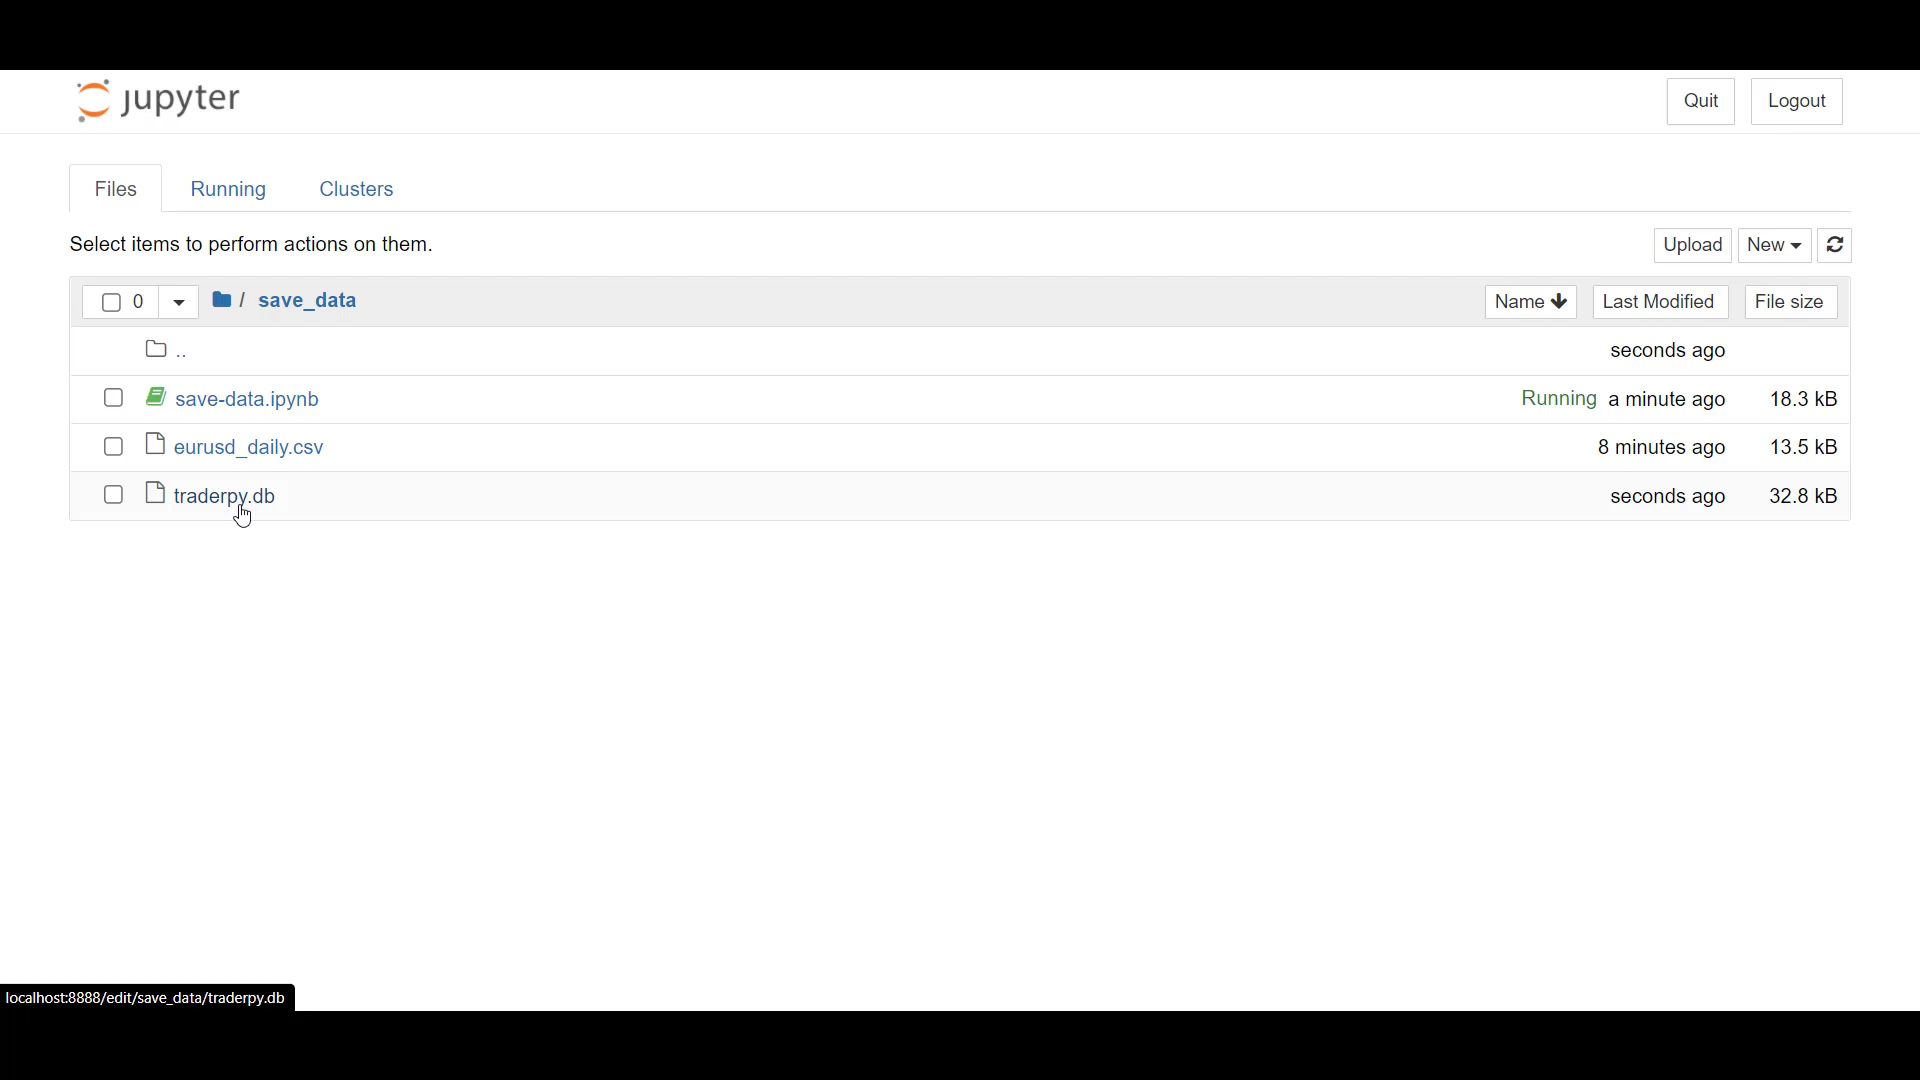 jupyter
Quit Logout
Files Running Clusters
Select items to perform actions on them.
Upload New
0 / save_data Name Last Modified File size
.. seconds ago
save-data.ipynb Running a minute ago 18.3 kB
eurusd_daily.csv 8 minutes ago 13.5 kB
traderpy.db seconds ago 32.8 kB
localhost:8888/edit/save_data/traderpy.db